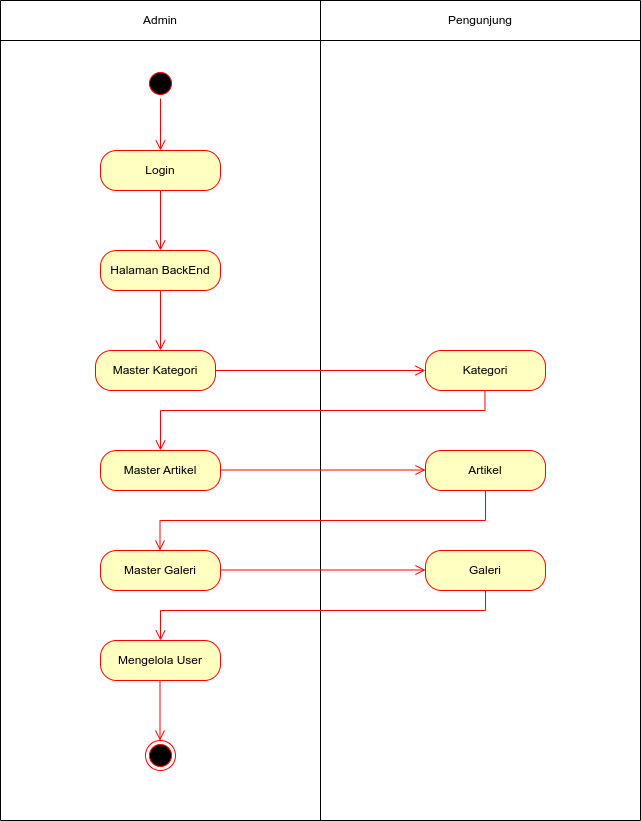 Admin
Pengunjung
Login
Halaman BackEnd
Master Kategori
Kategori
Master Artikel
Artikel
Master Galeri
Galeri
Mengelola User